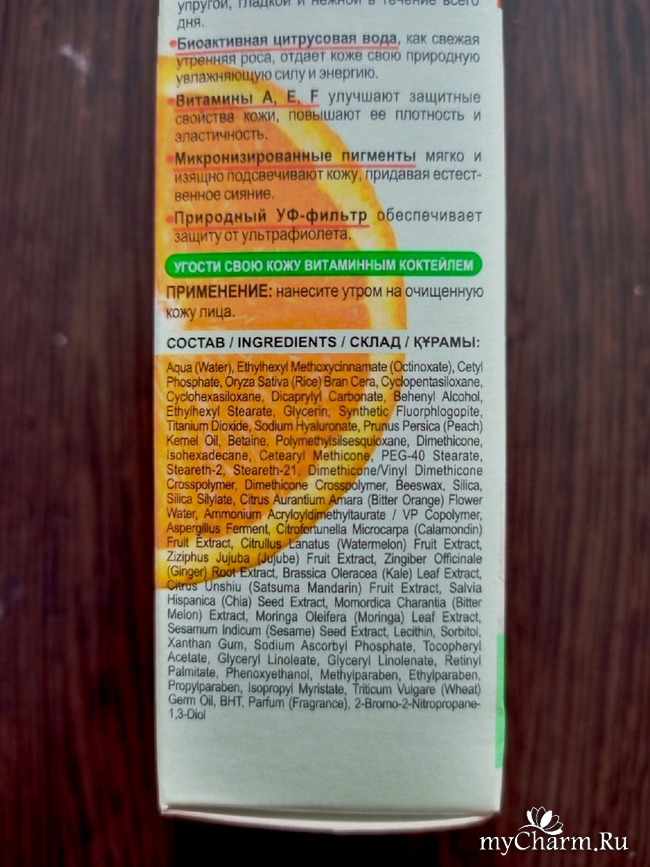 упругой, гладкой и нежной в течение всего
дня.
•Биоактивная цитрусовая вода, как свежая
утренняя роса, отдает коже свою природную
увлажняющую силу и энергию.
•Витамины А, Е, F улучшают защитные
свойства кожи, повышают ее плотность и
эластичность.
•Микронизированные пигменты мягко и
изящно подсвечивают кожу, придавая естест-
венное сияние.
•Природный УФ-фильтр обеспечивает
защиту от ультрафиолета.
УГОСТИ СВОЮ КОЖУ ВИТАМИННЫМ КОКТЕЙЛЕМ
ПРИМЕНЕНИЕ: нанесите утром на очищенную
кожу лица.
СОСТАВ / INGREDIENTS / СКЛАД / ҚҰРАМЫ:
Aqua (Water), Ethylhexyl Methoxycinnamate (Octinoxate), Cetyl
Phosphate, Oryza Sativa (Rice) Bran Cera, Cyclopentasiloxane,
Cyclohexasiloxane, Dicaprylyl Carbonate, Behenyl Alcohol,
Ethylhexyl Stearate, Glycerin, Synthetic Fluorphlogopite,
Titanium Dioxide, Sodium Hyaluronate, Prunus Persica (Peach)
Kernel Oil, Betaine, Polymethylsilsesquioxane, Dimethicone,
Isohexadecane, Cetearyl Methicone, PEG-40 Stearate,
Steareth-2, Steareth-21, Dimethicone/Vinyl Dimethicone
Crosspolymer, Dimethicone Crosspolymer, Beeswax, Silica,
Silica Silylate, Citrus Aurantium Amara (Bitter Orange) Flower
Water, Ammonium Acryloyldimethyltaurate / VP Copolymer,
Aspergillus Ferment, Citrofortunella Microcarpa (Calamondin)
Fruit Extract, Citrullus Lanatus (Watermelon) Fruit Extract,
Ziziphus Jujuba (Jujube) Fruit Extract, Zingiber Officinale
(Ginger) Root Extract, Brassica Oleracea (Kale) Leaf Extract,
Citrus Unshiu (Satsuma Mandarin) Fruit Extract, Salvia
Hispanica (Chia) Seed Extract, Momordica Charantia (Bitter
Melon) Extract, Moringa Oleifera (Moringa) Leaf Extract,
Sesamum Indicum (Sesame) Seed Extract, Lecithin, Sorbitol,
Xanthan Gum, Sodium Ascorbyl Phosphate, Tocopheryl
Acetate, Glyceryl Linoleate, Glyceryl Linolenate, Retinyl
Palmitate, Phenoxyethanol, Methylparaben, Ethylparaben,
Propylparaben, Isopropyl Myristate, Triticum Vulgare (Wheat)
Germ Oil, BHT, Parfum (Fragrance), 2-Bromo-2-Nitropropane-
1,3-Diol
myCharm.Ru